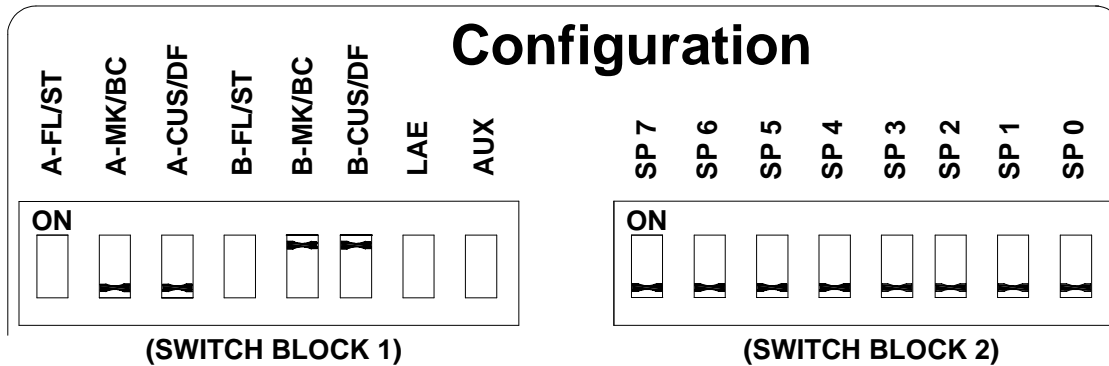 Configuration
A-FL/ST
A-MK/BC
A-CUS/DF
B-FL/ST
B-MK/BC
B-CUS/DF
LAE
AUX
SP 7
SP 6
SP 5
SP 4
SP 3
SP 2
SP 1
SP 0
ON
ON
(SWITCH BLOCK 1)
(SWITCH BLOCK 2)